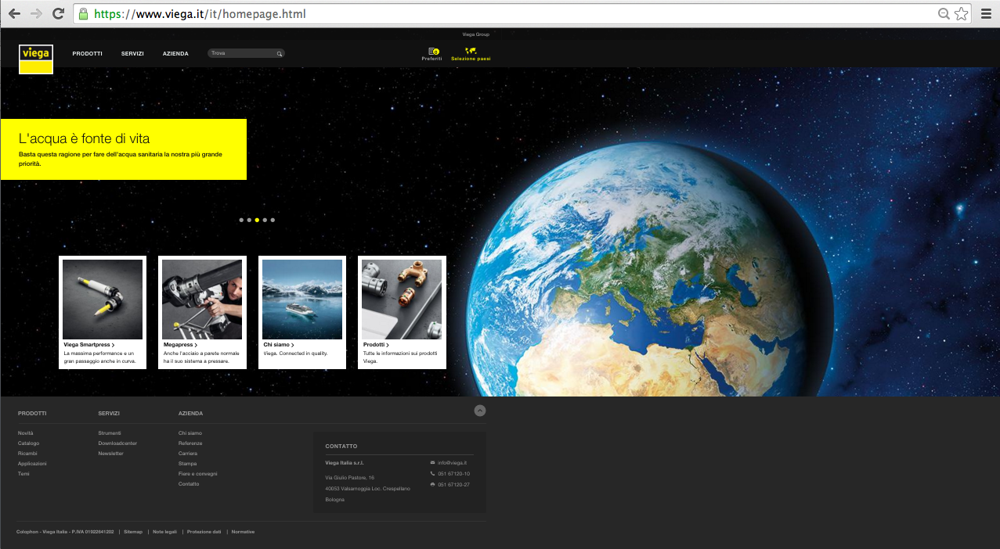 https://www.viega.it/it/homepage.html
Viega Group
viega
PRODOTTI
SERVIZI
AZIENDA
Trova
0
Preferiti
Selezione paesi
L'acqua è fonte di vita
Basta questa ragione per fare dell'acqua sanitaria la nostra più grande
priorità.
Viega Smartpress
La massima performance e un
gran passaggio anche in curva.
Megapress
Anche l'acciaio a parete normale
ha il suo sistema a pressare.
Chi siamo
Viega. Connected in quality.
Prodotti
Tutte le informazioni sui prodotti
Viega.
PRODOTTI
Novità
Catalogo
Ricambi
Applicazioni
Temi
SERVIZI
Strumenti
Downloadcenter
Newsletter
AZIENDA
Chi siamo
Referenze
Carriera
Stampa
Fiere e convegni
Contatto
CONTATTO
Viega Italia s.r.l.
Via Giulio Pastore, 16
40053 Valsamoggia Loc. Crespellano
Bologna
info@viega.it
051 67120-10
051 67120-27
Colophon - Viega Italia - P.IVA 01922641202 | Sitemap | Note legali | Protezione dati | Normative